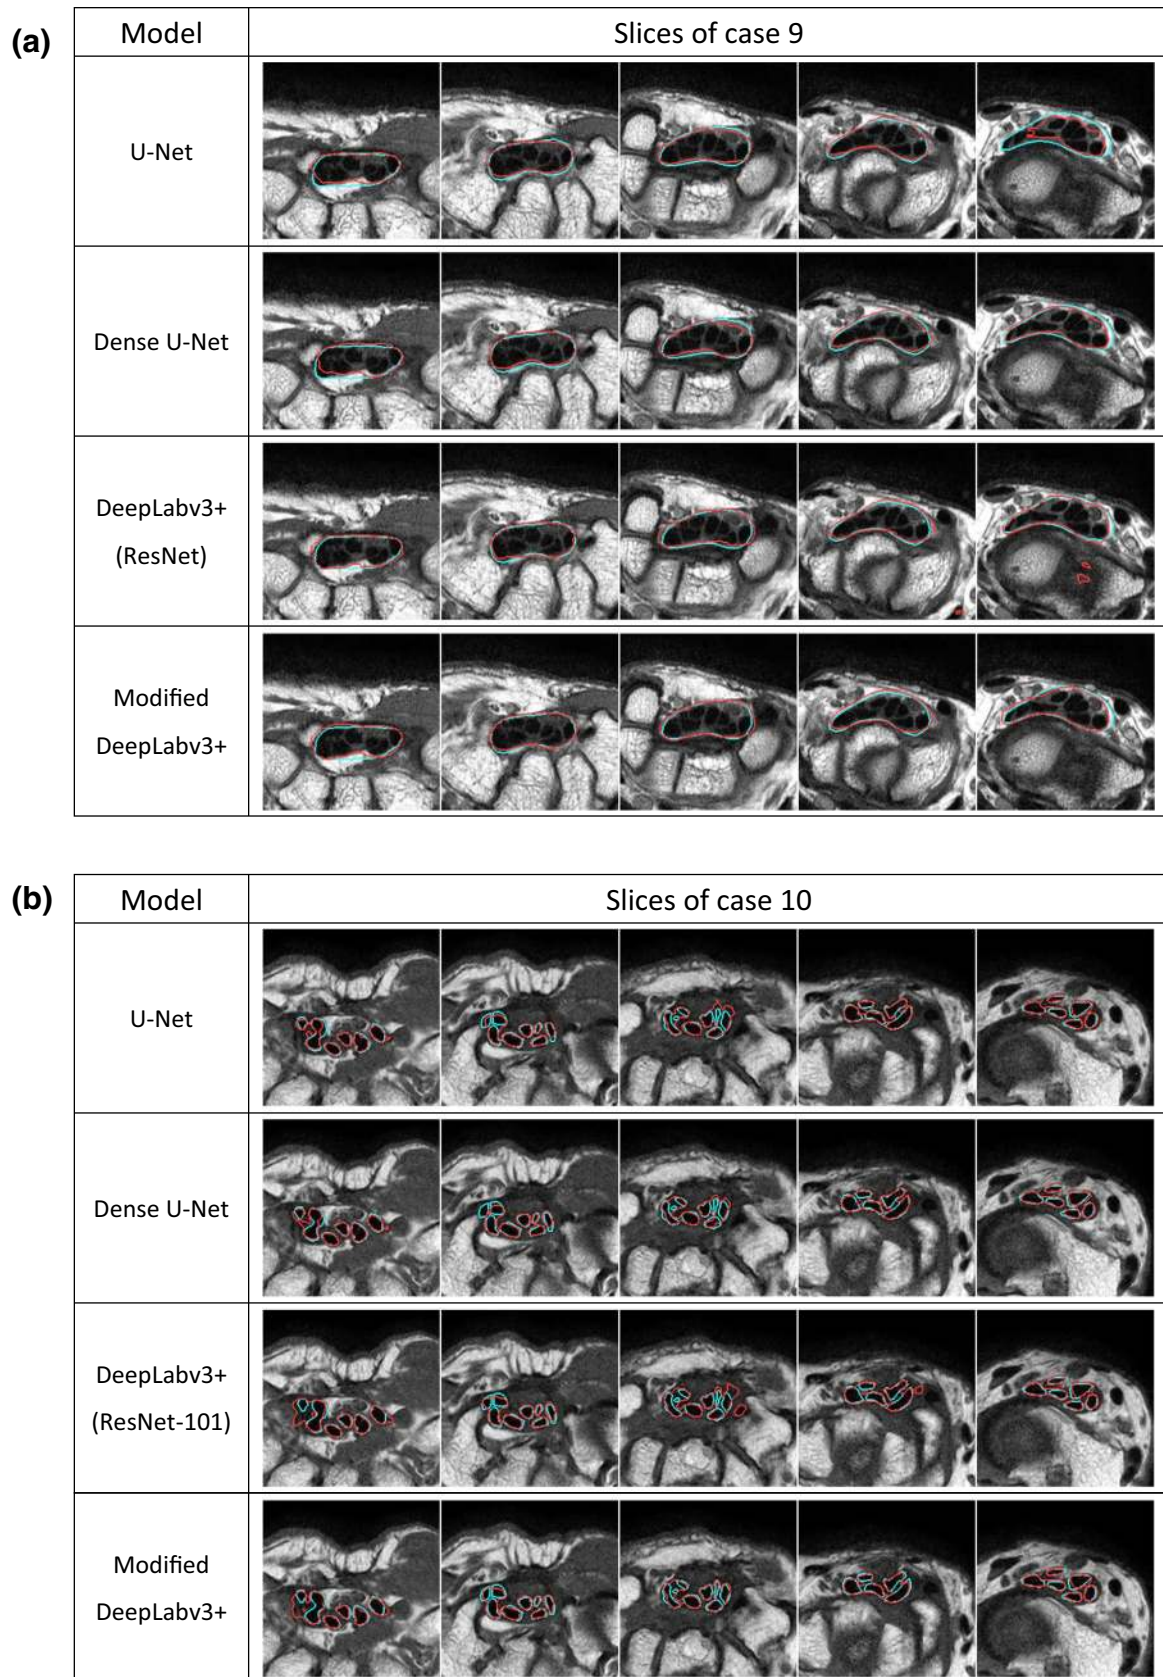 (a)
Model
Slices of case 9
U-Net
Dense U-Net
DeepLabv3+
(ResNet)
Modified
DeepLabv3+
(b)
Model
Slices of case 10
U-Net
Dense U-Net
DeepLabv3+
(ResNet-101)
Modified
DeepLabv3+